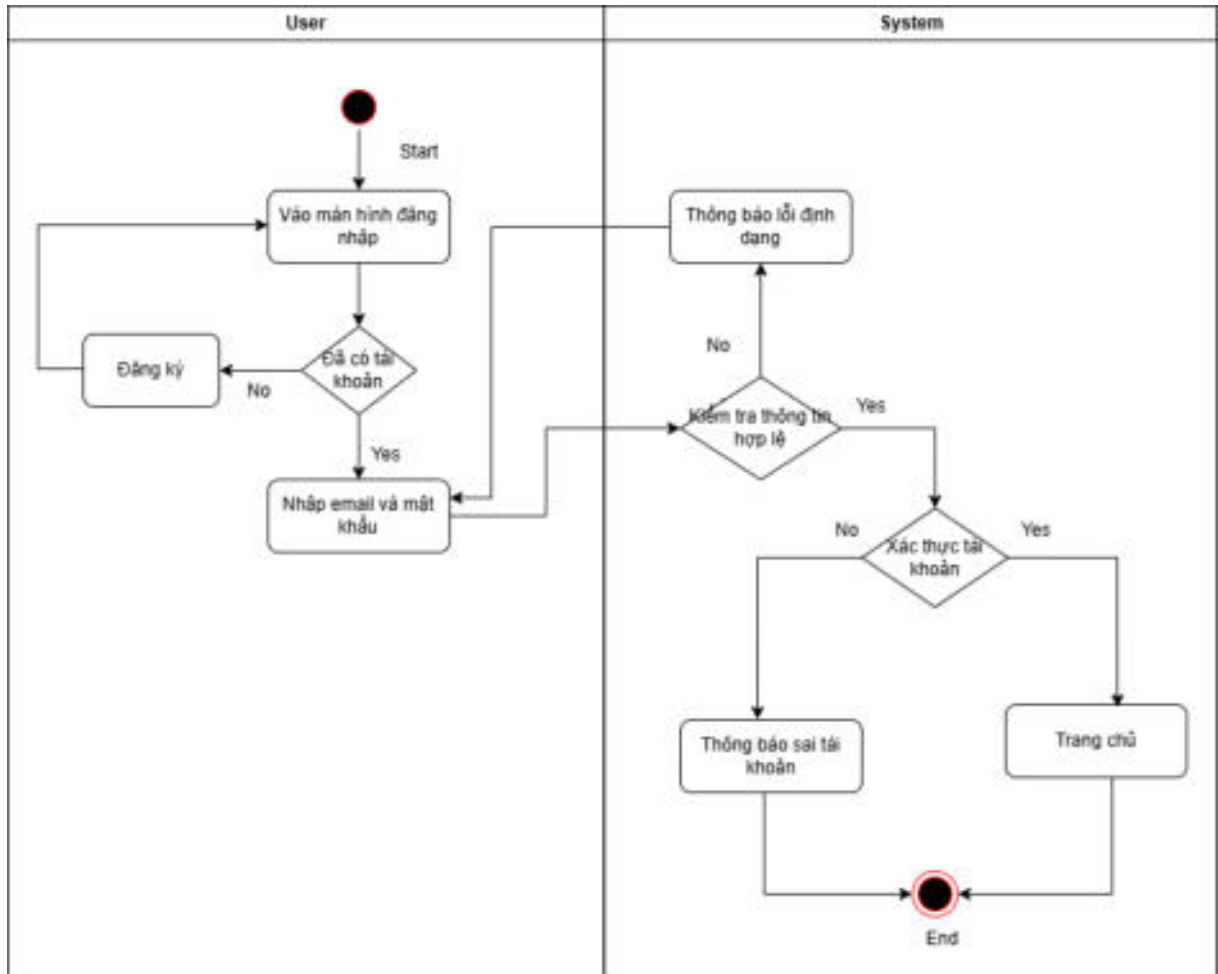 User
System
Start
Vào màn hình đăng
nhập
Thông báo lỗi định
dạng
No
Đăng ký
Đã có tài
khoản
No
Kiểm tra thông tin
hợp lệ
Yes
Yes
Nhập email và mật
khẩu
No
Xác thực tài
khoản
Yes
Thông báo sai tài
khoản
Trang chủ
End